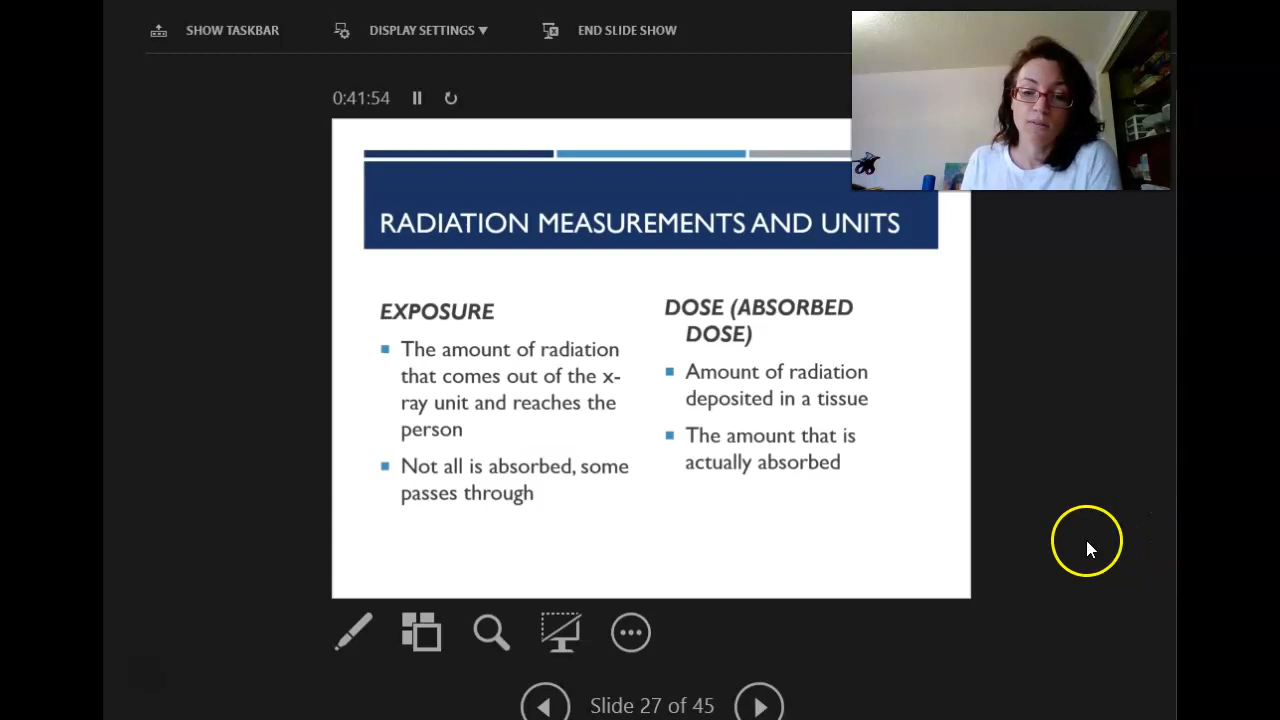 SHOW TASKBAR
DISPLAY SETTINGS ▼
END SLIDE SHOW
0:41:54
RADIATION MEASUREMENTS AND UNITS
EXPOSURE
The amount of radiation
that comes out of the x-
ray unit and reaches the
person
Not all is absorbed, some
passes through
DOSE (ABSORBED
DOSE)
Amount of radiation
deposited in a tissue
The amount that is
actually absorbed
Slide 27 of 45